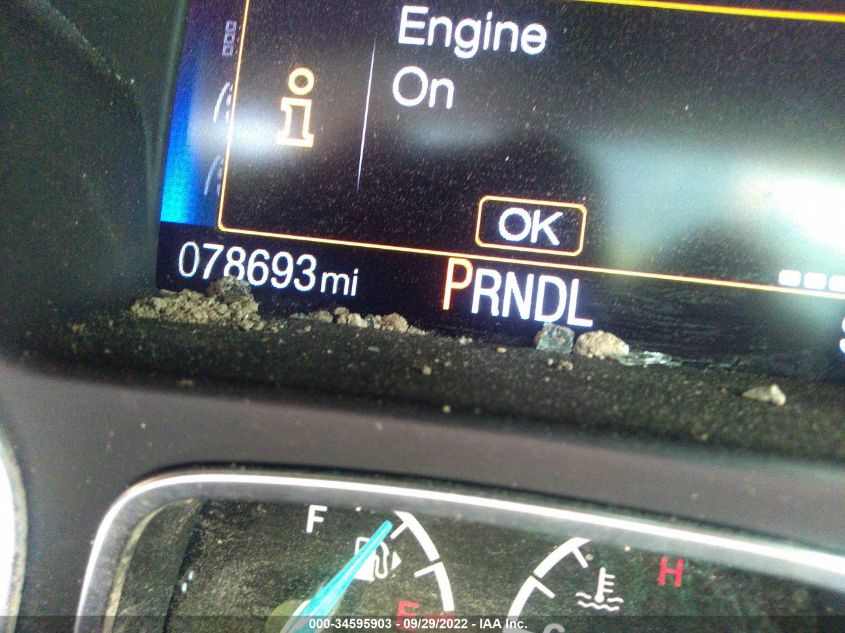 Engine
On
i
OK
078693mi
PRNDL
F
H
E
C
000-34595903 - 09/29/2022 - IAA Inc.